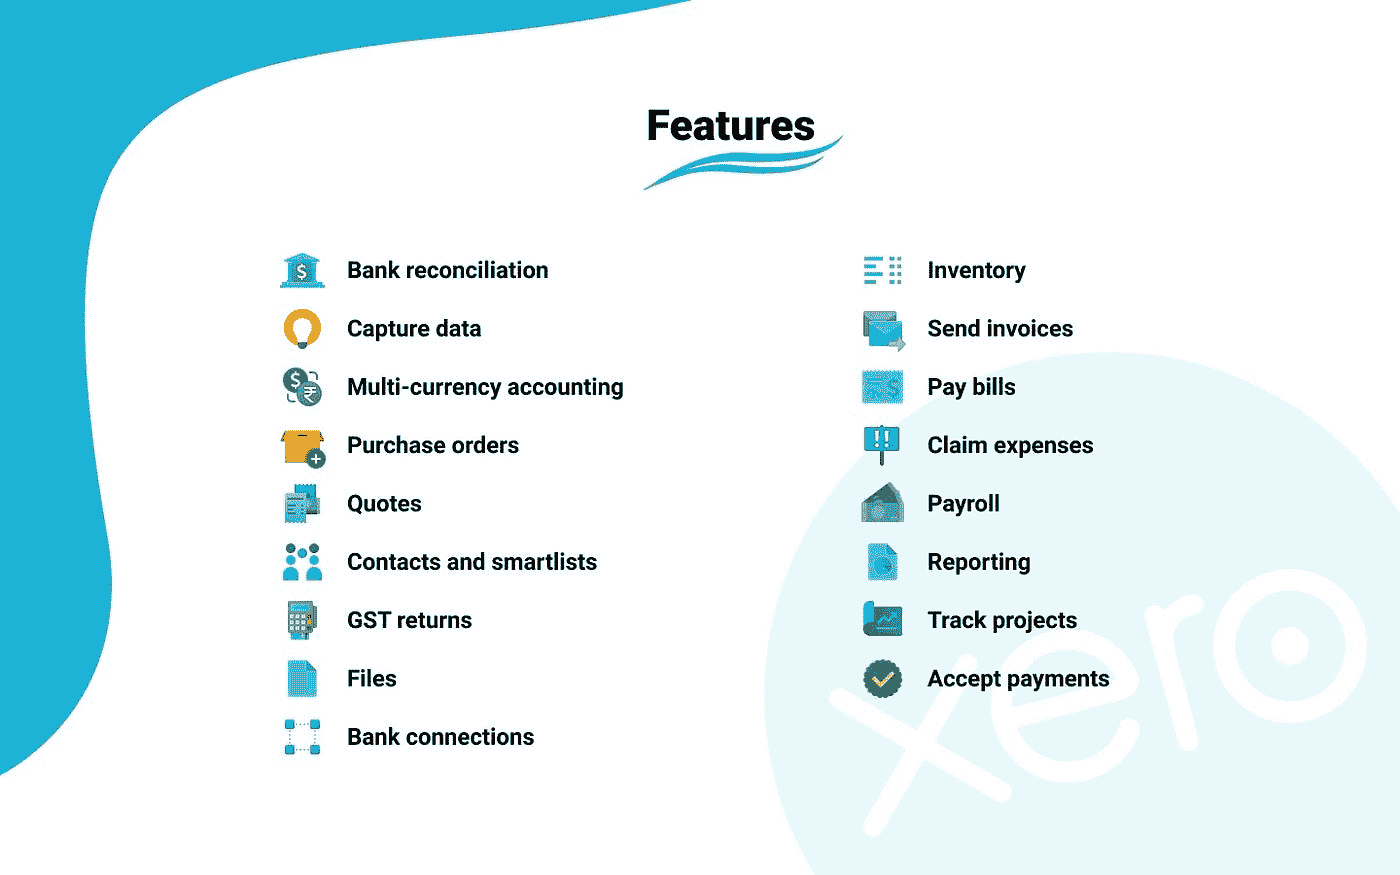 Features
Bank reconciliation
Capture data
Multi-currency accounting
Purchase orders
Quotes
Contacts and smartlists
GST returns
Files
Bank connections
Inventory
Send invoices
Pay bills
Claim expenses
Payroll
Reporting
Track projects
Accept payments
xero